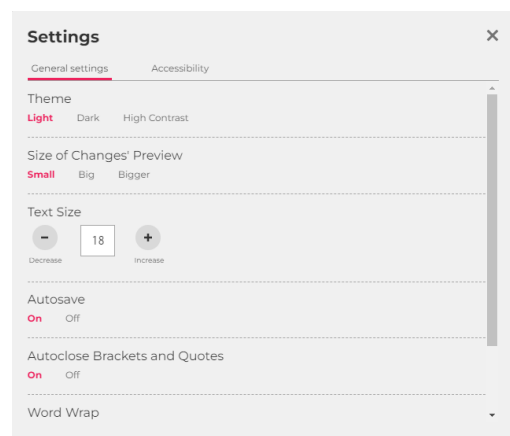 Settings
General settings Accessibility
Theme
Light Dark High Contrast
Size of Changes' Preview
Small Big Bigger
Text Size
- 18 +
Decrease Increase
Autosave
On Off
Autoclose Brackets and Quotes
On Off
Word Wrap